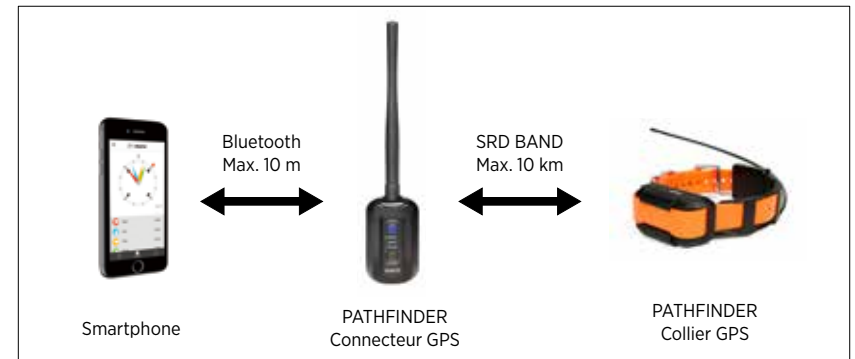 Bluetooth
Max. 10 m
SRD BAND
Max. 10 km
Smartphone
PATHFINDER
Connecteur GPS
PATHFINDER
Collier GPS